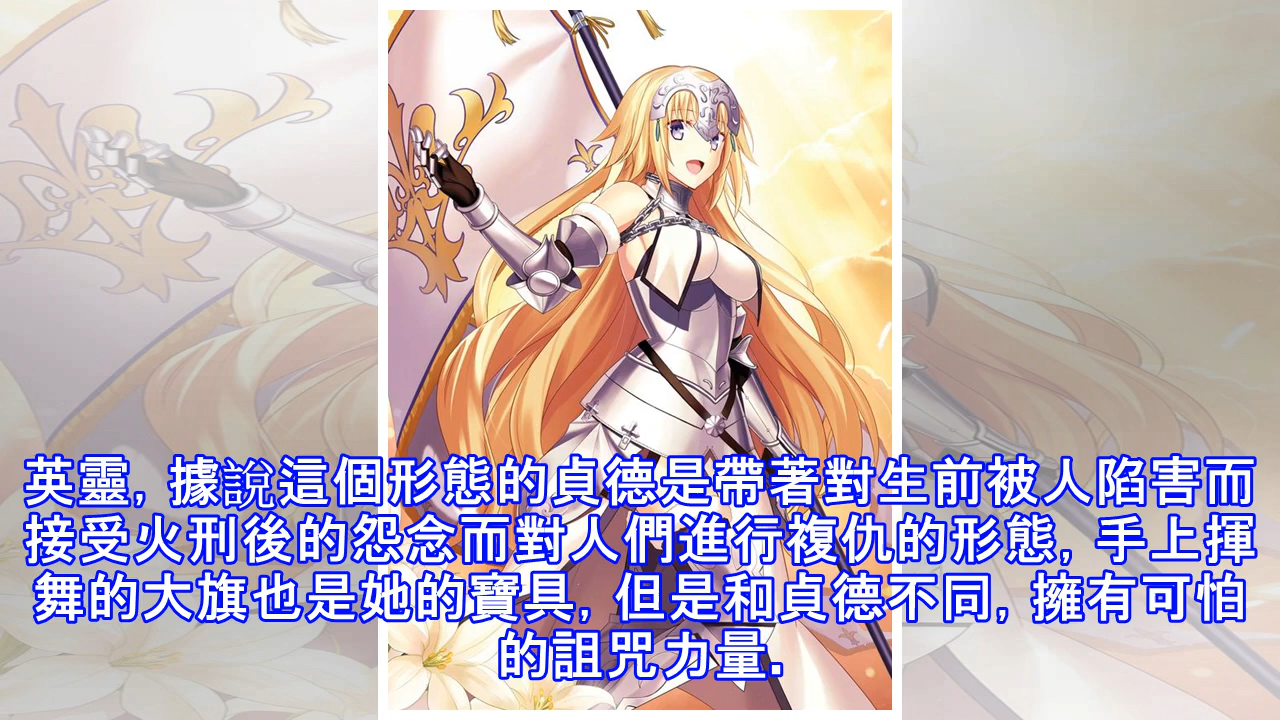 英靈, 據說這個形態的貞德是帶著對生前被人陷害而
接受火刑後的怨念而對人們進行複仇的形態, 手上揮
舞的大旗也是她的寶具, 但是和貞德不同, 擁有可怕
的詛咒力量.